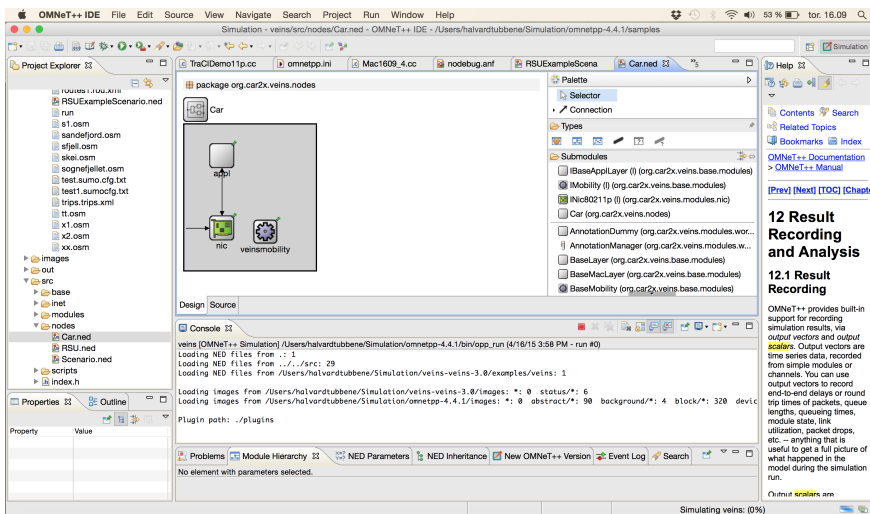 OMNeT++ IDE File Edit Source View Navigate Search Project Run Window Help 53 % tor. 16.09
Simulation - veins/src/nodes/Car.ned - OMNeT++ IDE - /Users/halvardtubbene/Simulation/omnetpp-4.4.1/samples
Simulation
Project Explorer
routes1.rou.xml
RSUExampleScenario.ned
run
s1.osm
sandefjord.osm
sfjell.osm
skei.osm
sognefjellet.osm
test.sumo.cfg.txt
test1.sumocfg.txt
trips.trips.xml
tt.osm
x1.osm
x2.osm
xx.osm
images
out
src
base
inet
modules
nodes
Car.ned
RSU.ned
Scenario.ned
scripts
index.h
Properties Outline
Property Value
TraCIDemo11p.cc omnetpp.ini Mac1609_4.cc nodebug.anf RSUExampleScena Car.ned »5
package org.car2x.veins.nodes
Car
appl
nic
veinsmobility
Palette
Selector
Connection
Types
Submodules
IBaseApplLayer (I) (org.car2x.veins.base.modules)
IMobility (I) (org.car2x.veins.base.modules)
INic80211p (I) (org.car2x.veins.modules.nic)
Car (org.car2x.veins.nodes)
AnnotationDummy (org.car2x.veins.modules.wor...
AnnotationManager (org.car2x.veins.modules.w...
BaseLayer (org.car2x.veins.base.modules)
BaseMacLayer (org.car2x.veins.base.modules)
BaseMobility (org.car2x.veins.base.modules)
Design Source
Console
veins [OMNeT++ Simulation] /Users/halvardtubbene/Simulation/omnetpp-4.4.1/bin/opp_run (4/16/15 3:58 PM - run #0)
Loading NED files from .: 1
Loading NED files from ../../src: 29
Loading NED files from /Users/halvardtubbene/Simulation/veins-veins-3.0/examples/veins: 1
Loading images from /Users/halvardtubbene/Simulation/veins-veins-3.0/images: *: 0 status/*: 6
Loading images from /Users/halvardtubbene/Simulation/omnetpp-4.4.1/images: *: 0 abstract/*: 90 background/*: 4 block/*: 320 devic
Plugin path: ./plugins
Problems Module Hierarchy NED Parameters NED Inheritance New OMNeT++ Version Event Log Search
No element with parameters selected.
Help
Contents Search
Related Topics
Bookmarks Index
OMNeT++ Documentation
> OMNeT++ Manual
[Prev] [Next] [TOC] [Chapte
12 Result
Recording
and Analysis
12.1 Result
Recording
OMNeT++ provides built-in
support for recording
simulation results, via
output vectors and output
scalars. Output vectors are
time series data, recorded
from simple modules or
channels. You can use
output vectors to record
end-to-end delays or round
trip times of packets, queue
lengths, queueing times,
module state, link
utilization, packet drops,
etc. -- anything that is
useful to get a full picture of
what happened in the
model during the simulation
run.
Output scalars are
Simulating veins: (0%)